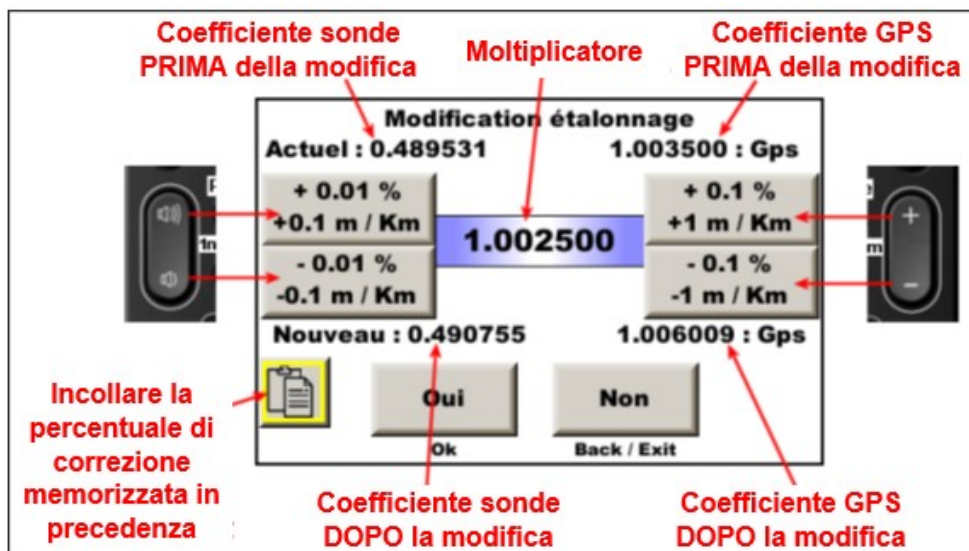 Coefficiente sonde
PRIMA della modifica
Moltiplicatore
Coefficiente GPS
PRIMA della modifica
Modification étalonnage
Actuel : 0.489531
1.003500 : Gps
+ 0.01 %
+0.1 m / Km
1.002500
+ 0.1 %
+1 m / Km
- 0.01 %
-0.1 m / Km
- 0.1 %
-1 m / Km
+
−
Nouveau : 0.490755
1.006009 : Gps
Incollare la
percentuale di
correzione
memorizzata in
precedenza
Oui
Non
Ok
Back / Exit
Coefficiente sonde
DOPO la modifica
Coefficiente GPS
DOPO la modifica